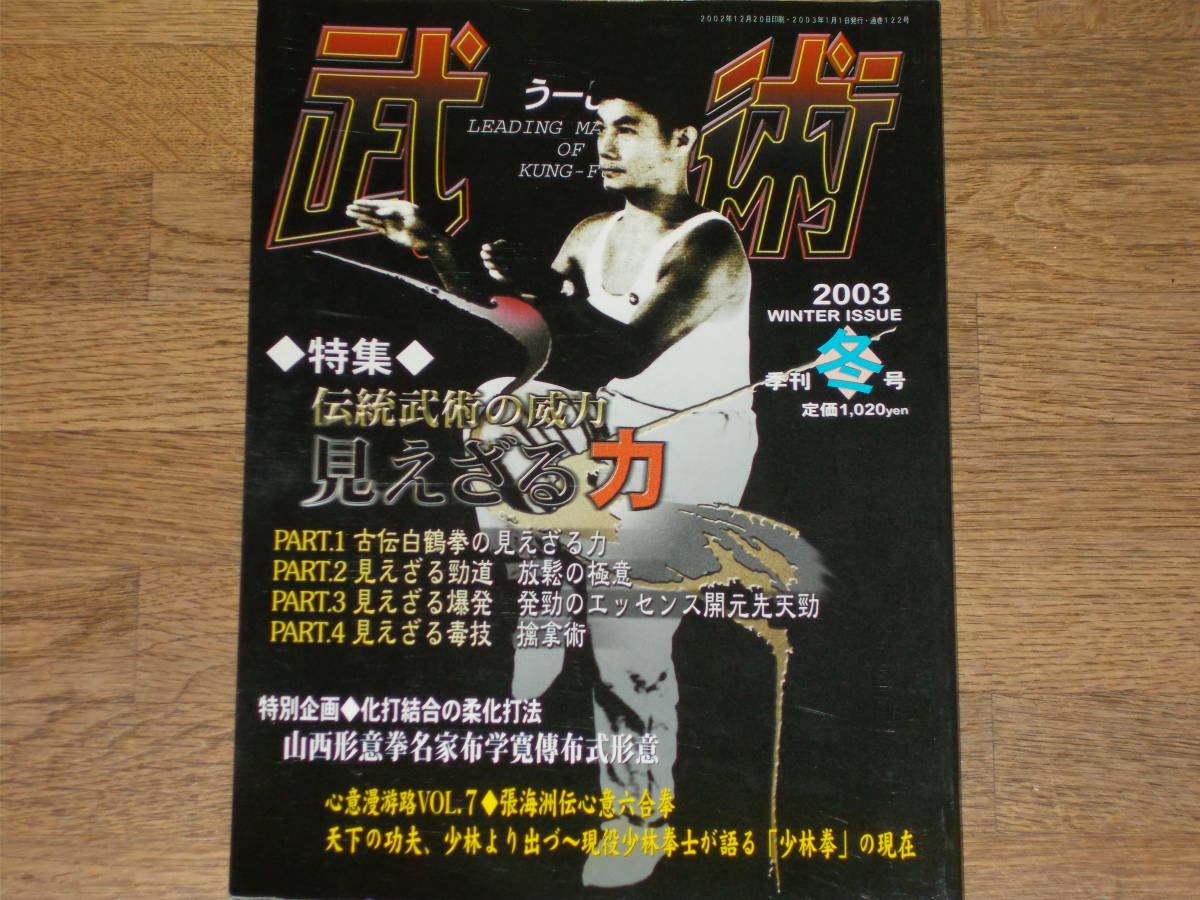 2002年12月20日印刷・2003年1月1日発行・通巻122号
武術
うー
LEADING MA
OF
KUNG-F
2003
WINTER ISSUE
季刊 冬 号
定価1,020yen
◆特集◆
伝統武術の威力
見えざる力
PART.1 古伝白鶴拳の見えざる力
PART.2 見えざる勁道 放鬆の極意
PART.3 見えざる爆発 発勁のエッセンス開元先天勁
PART.4 見えざる毒技 擒拿術
特別企画◆化打結合の柔化打法
山西形意拳名家布学寛傳布式形意
心意漫游路VOL.7◆張海洲伝心意六合拳
天下の功夫、少林より出づ～現役少林拳士が語る「少林拳」の現在